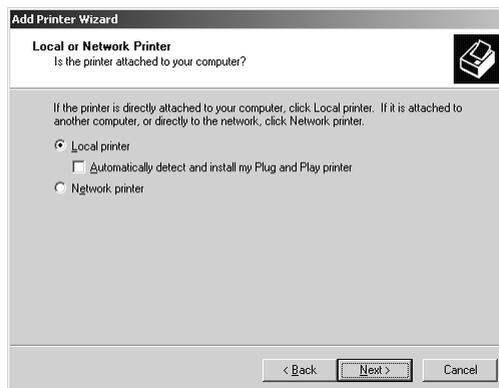 Add Printer Wizard
Local or Network Printer
Is the printer attached to your computer?
If the printer is directly attached to your computer, click Local printer. If it is attached to
another computer, or directly to the network, click Network printer.
Local printer
Automatically detect and install my Plug and Play printer
Network printer
< Back
Next >
Cancel